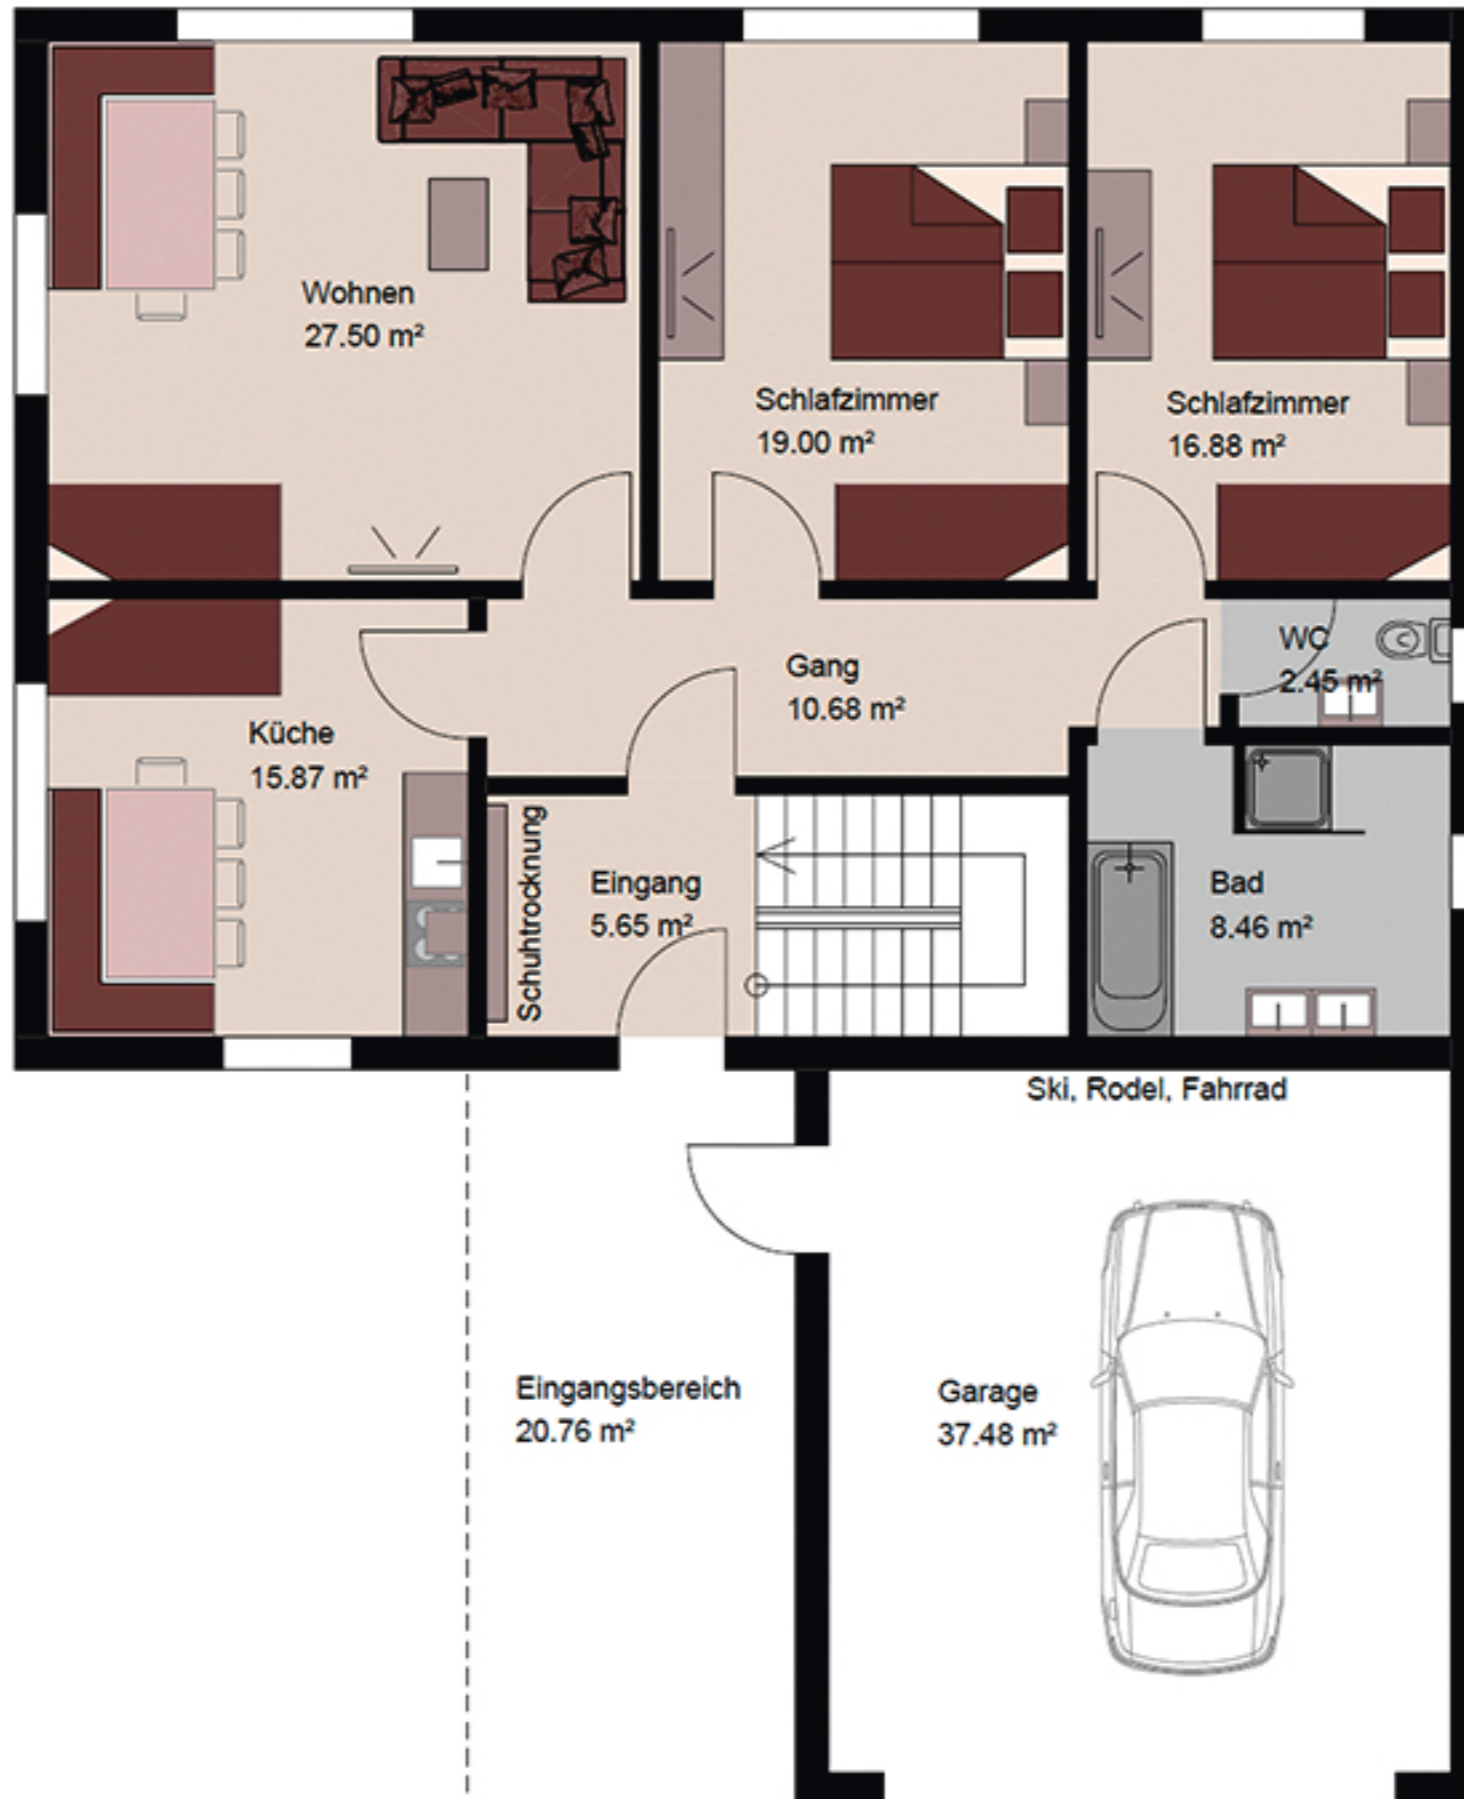 Wohnen
27.50 m²
Schlafzimmer
19.00 m²
Schlafzimmer
16.88 m²
WC
2.45 m²
Gang
10.68 m²
Küche
15.87 m²
Schuhtrocknung
Eingang
5.65 m²
Bad
8.46 m²
Ski, Rodel, Fahrrad
Eingangsbereich
20.76 m²
Garage
37.48 m²